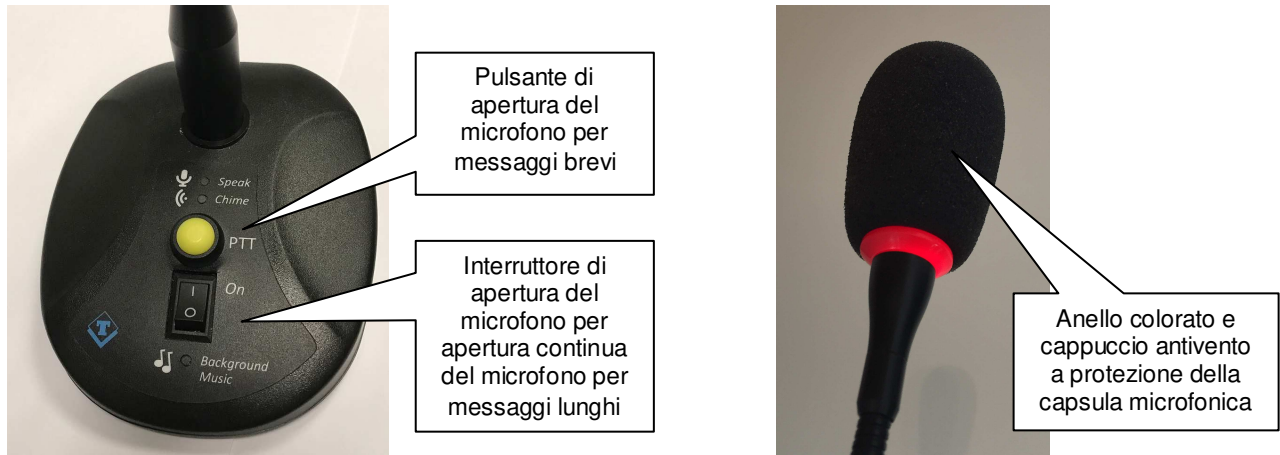 Pulsante di
apertura del
microfono per
messaggi brevi
Speak
Chime
PTT
Interruttore di
apertura del
microfono per
apertura continua
del microfono per
messaggi lunghi
On
I
O
T
Background
Music
Anello colorato e
cappuccio antivento
a protezione della
capsula microfonica